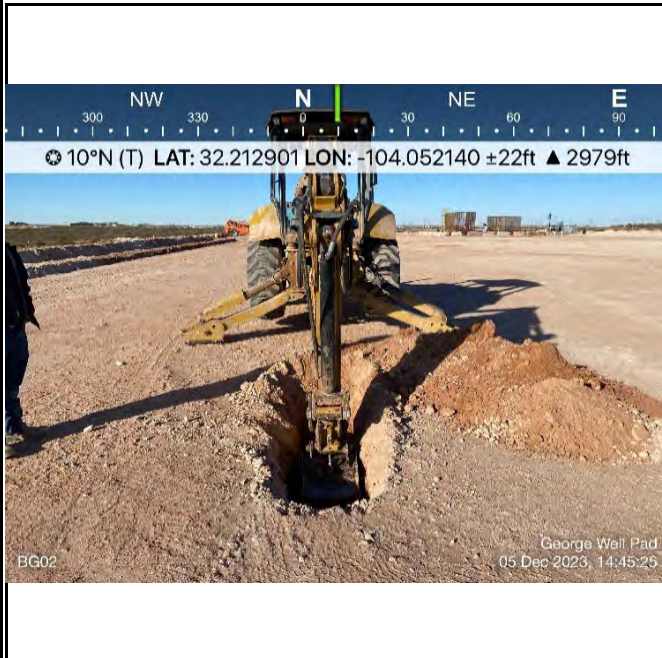 NW N NE E
300 330 0 30 60 90
10°N (T) LAT: 32.212901 LON: -104.052140 ±22ft ▲ 2979ft
BG02
George Well Pad
05 Dec 2023, 14:45:25